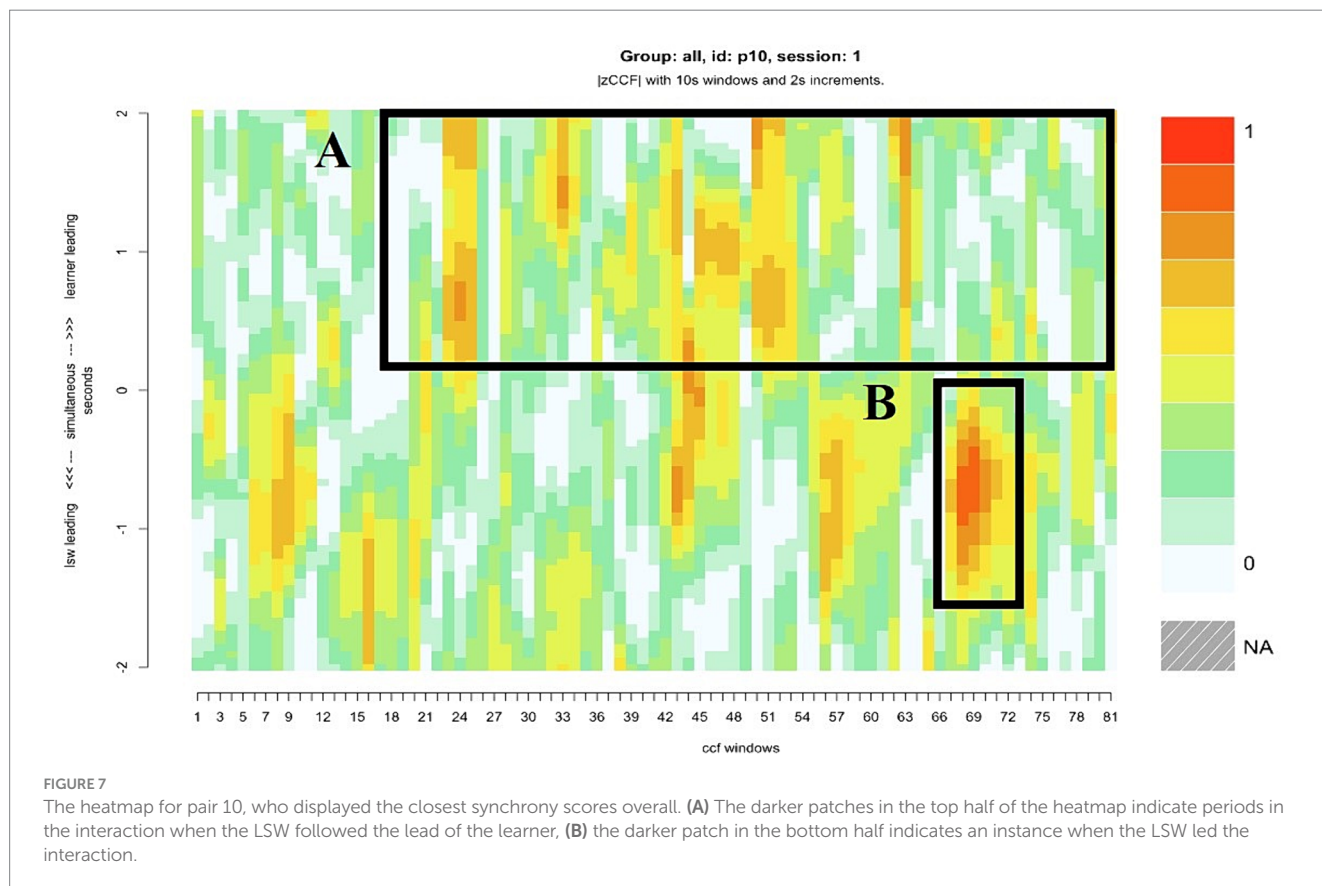 Group: all, id: p10, session: 1
|zCCF| with 10s windows and 2s increments.
A
B
2
1
0
-1
-2
lsw leading <<< --- simultaneous --- >>> learner leading
seconds
1 3 5 7 9 12 15 18 21 24 27 30 33 36 39 42 45 48 51 54 57 60 63 66 69 72 75 78 81
ccf windows
1
0
NA
FIGURE 7
The heatmap for pair 10, who displayed the closest synchrony scores overall. (A) The darker patches in the top half of the heatmap indicate periods in
the interaction when the LSW followed the lead of the learner, (B) the darker patch in the bottom half indicates an instance when the LSW led the
interaction.